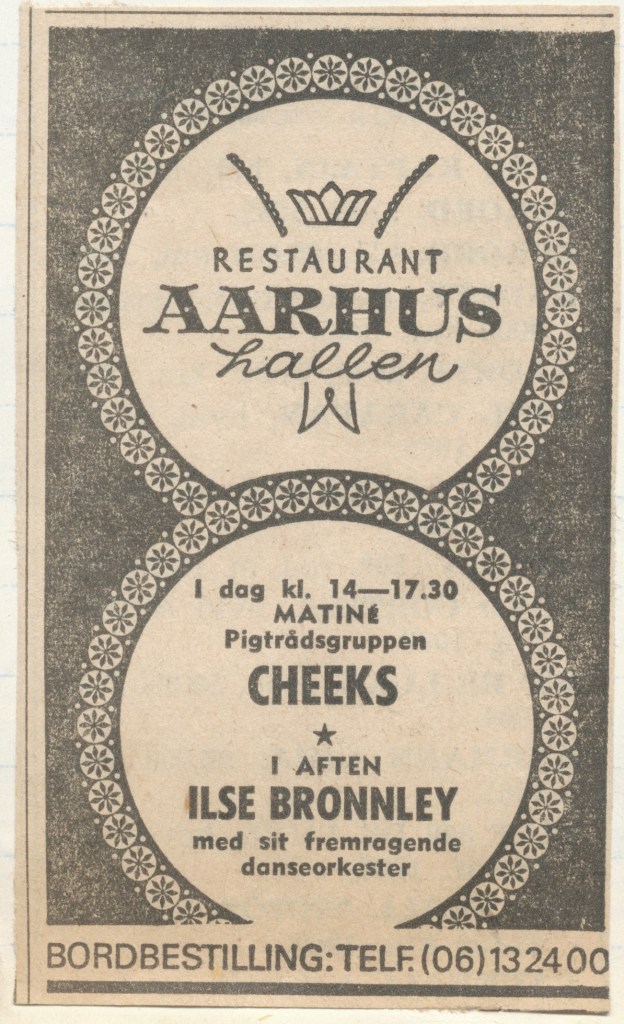 RESTAURANT
AARHUS
hallen
I dag kl. 14—17.30
MATINÉ
Pigtrådsgruppen
CHEEKS
★
I AFTEN
ILSE BRONNLEY
med sit fremragende
danseorkester
BORDBESTILLING: TELF. (06) 13 24 00